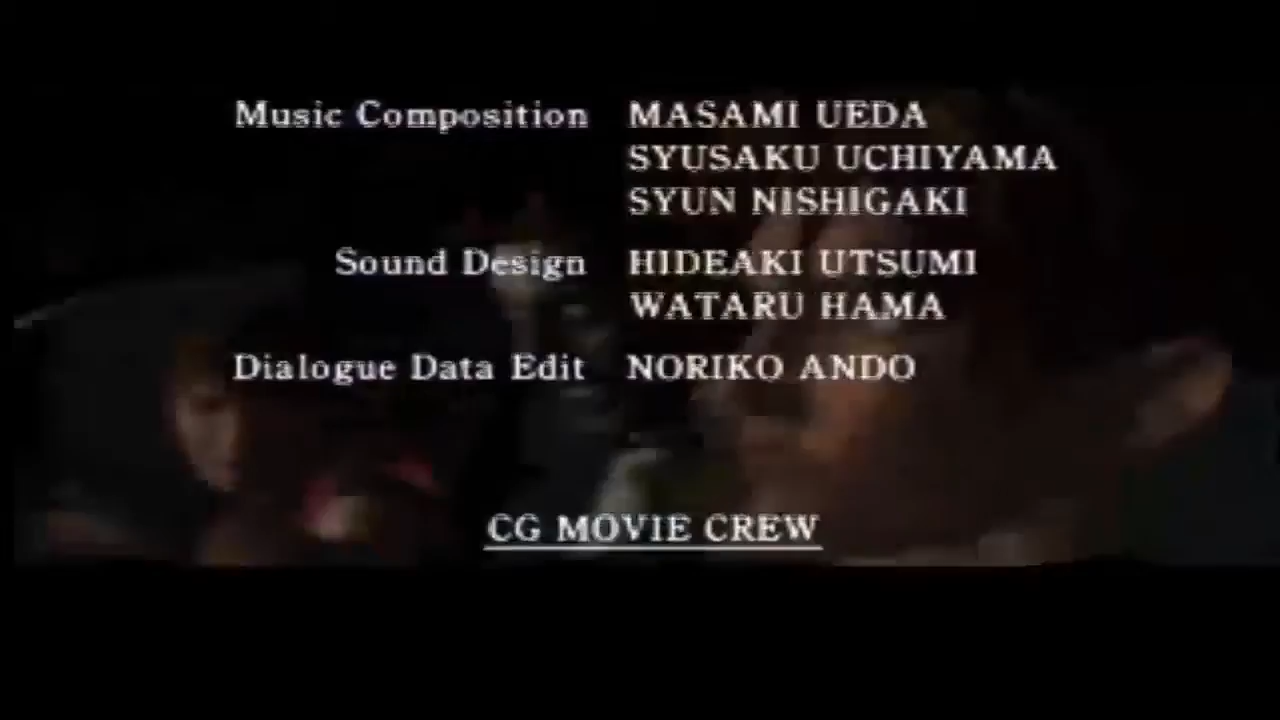 Music Composition MASAMI UEDA
SYUSAKU UCHIYAMA
SYUN NISHIGAKI
Sound Design HIDEAKI UTSUMI
WATARU HAMA
Dialogue Data Edit NORIKO ANDO
CG MOVIE CREW